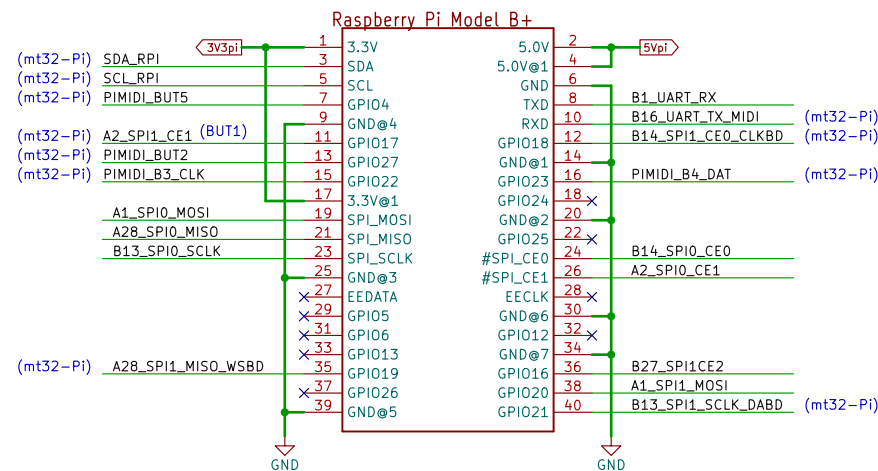 Raspberry Pi Model B+
3V3pi 1 3.3V 5.0V 2 5Vpi
(mt32-Pi) SDA_RPI 3 SDA 5.0V@1 4
(mt32-Pi) SCL_RPI 5 SCL GND 6
(mt32-Pi) PIMIDI_BUT5 7 GPIO4 TXD 8 B1_UART_RX
9 GND@4 RXD 10 B16_UART_TX_MIDI (mt32-Pi)
(mt32-Pi) A2_SPI1_CE1 (BUT1) 11 GPIO17 GPIO18 12 B14_SPI1_CE0_CLKBD (mt32-Pi)
(mt32-Pi) PIMIDI_BUT2 13 GPIO27 GND@1 14
(mt32-Pi) PIMIDI_B3_CLK 15 GPIO22 GPIO23 16 PIMIDI_B4_DAT (mt32-Pi)
17 3.3V@1 GPIO24 18
A1_SPI0_MOSI 19 SPI_MOSI GND@2 20
A28_SPI0_MISO 21 SPI_MISO GPIO25 22
B13_SPI0_SCLK 23 SPI_SCLK #SPI_CE0 24 B14_SPI0_CE0
25 GND@3 #SPI_CE1 26 A2_SPI0_CE1
27 EEDATA EECLK 28
29 GPIO5 GND@6 30
31 GPIO6 GPIO12 32
33 GPIO13 GND@7 34
(mt32-Pi) A28_SPI1_MISO_WSBD 35 GPIO19 GPIO16 36 B27_SPI1CE2
37 GPIO26 GPIO20 38 A1_SPI1_MOSI
39 GND@5 GPIO21 40 B13_SPI1_SCLK_DABD (mt32-Pi)
GND GND